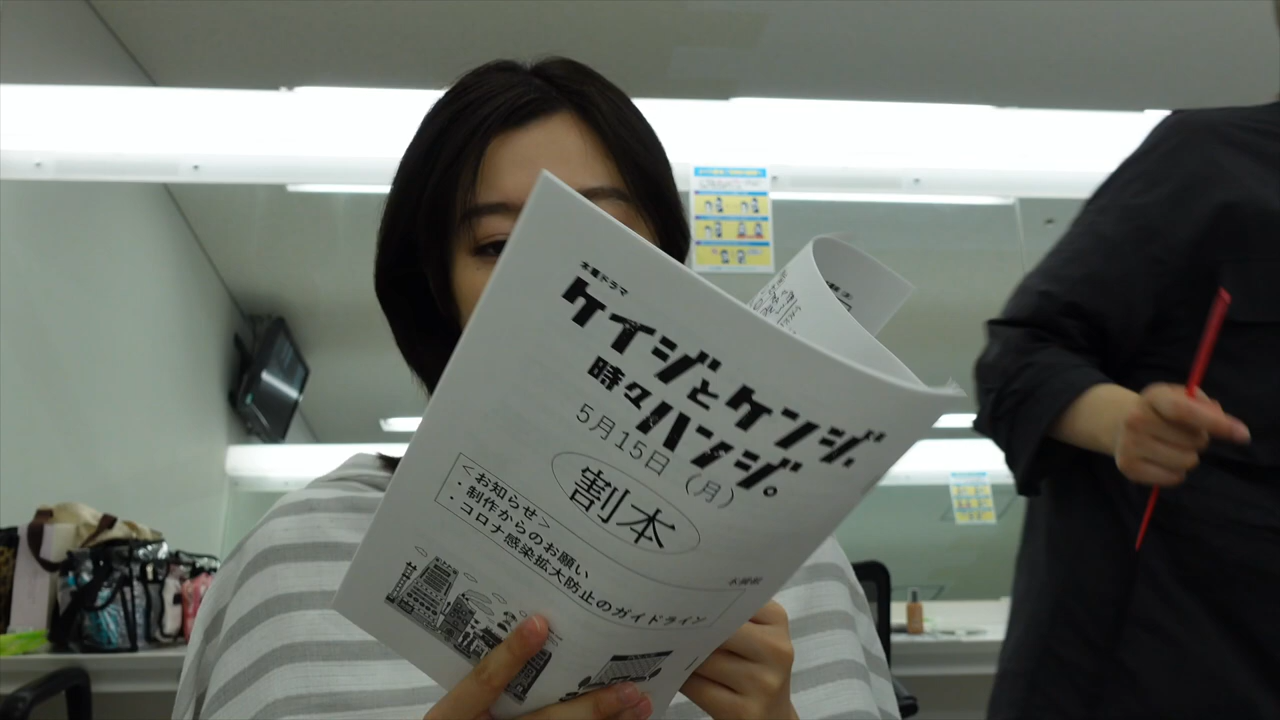 木曜ドラマ
ケイジとケンジ、
時々ハンジ。
5月15日(月)
割本
＜お知らせ＞
・制作からのお願い
・コロナ感染拡大防止のガイドライン